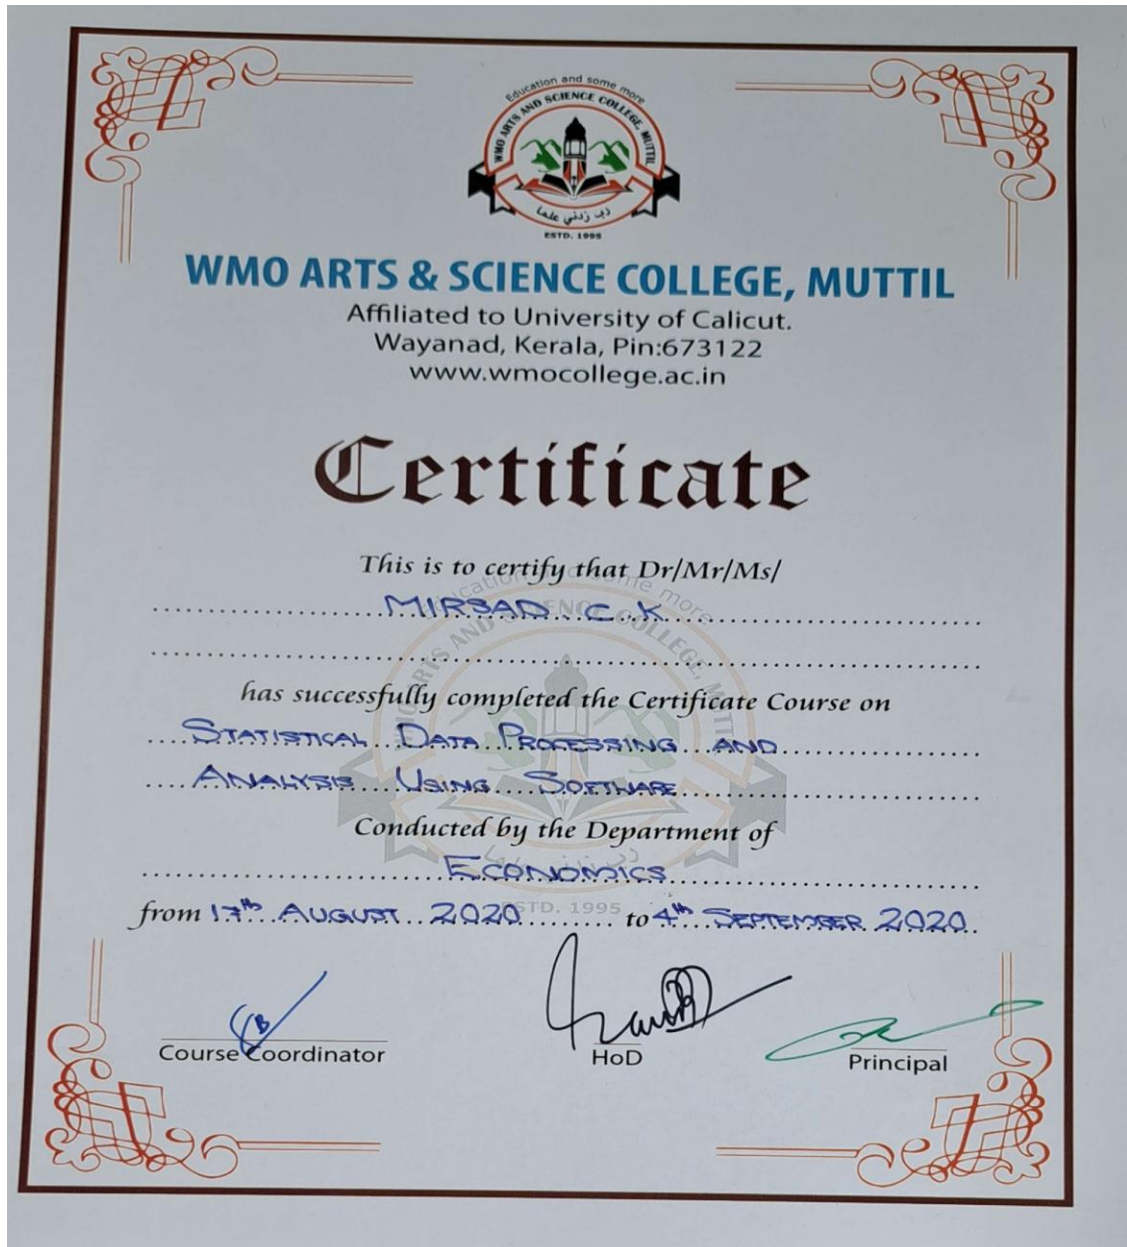 Education and some more
WMO ARTS AND SCIENCE COLLEGE, MUTTIL
رب زدني علما
ESTD. 1995
WMO ARTS & SCIENCE COLLEGE, MUTTIL
Affiliated to University of Calicut.
Wayanad, Kerala, Pin:673122
www.wmocollege.ac.in
Certificate
This is to certify that Dr/Mr/Ms/
MIRSAD C.K
has successfully completed the Certificate Course on
STATISTICAL DATA PROCESSING AND
ANALYSIS USING SOFTWARE
Conducted by the Department of
ECONOMICS
from 17th AUGUST 2020 to 4th SEPTEMBER 2020.
Course Coordinator
HoD
Principal